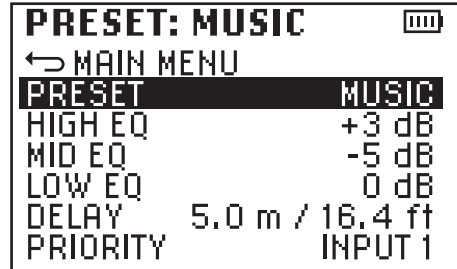 PRESET: MUSIC
MAIN MENU
PRESET MUSIC
HIGH EQ +3 dB
MID EQ -5 dB
LOW EQ 0 dB
DELAY 5.0 m / 16.4 ft
PRIORITY INPUT 1